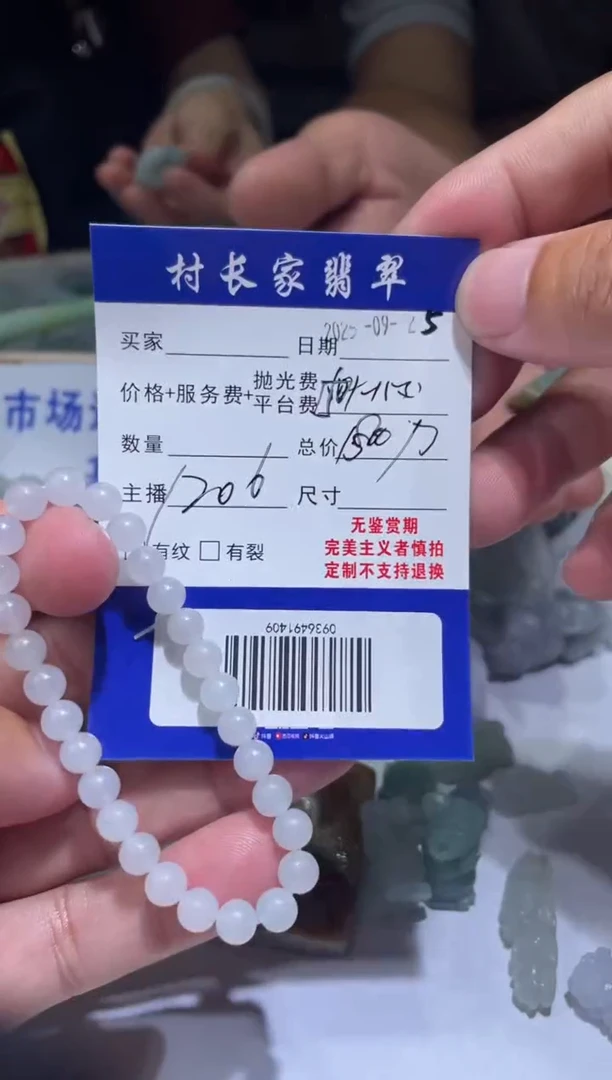 村长家翡翠
买家 日期 2025-09-25
价格+服务费+抛光费
平台费
数量 总价 1500
主播 1206 尺寸
有纹 □ 有裂
无鉴赏期
完美主义者慎拍
定制不支持退换
0936491409
市场